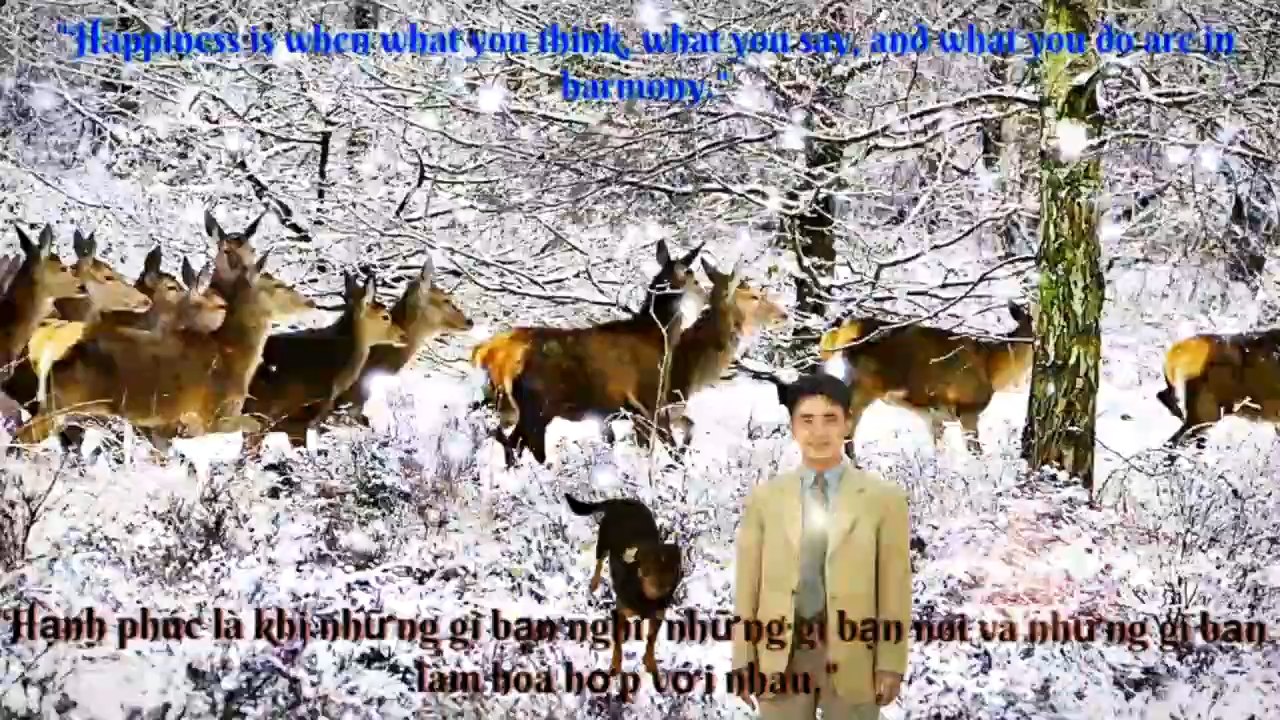 "Happiness is when what you think, what you say, and what you do are in
harmony."
"Hạnh phúc là khi những gì bạn nghĩ, những gì bạn nói và những gì bạn
làm hoà hợp với nhau."